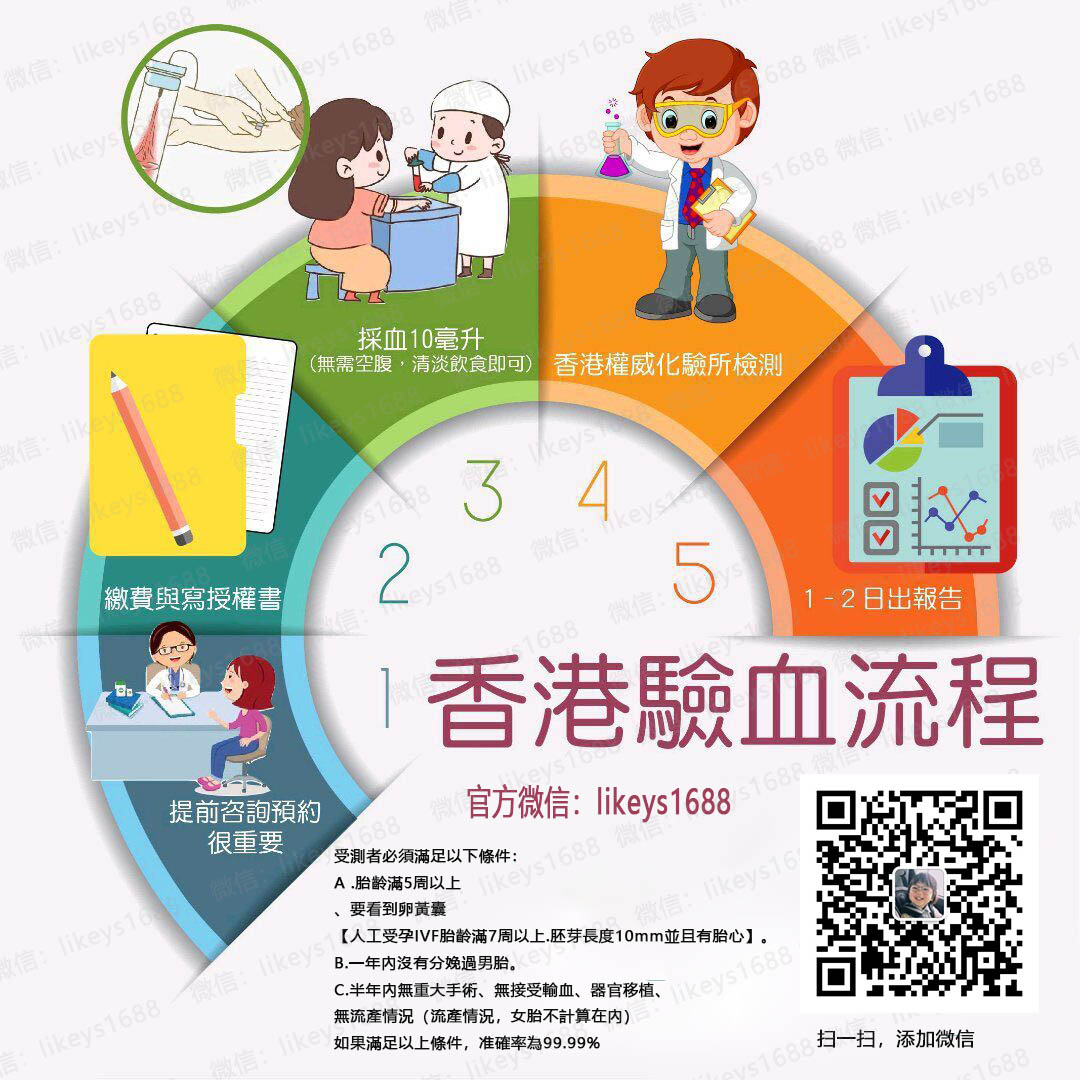 採血10毫升
(無需空腹，清淡飲食即可)
香港權威化驗所檢測
繳費與寫授權書
1-2日出報告
提前咨詢預約
很重要
1
2
3
4
5
香港驗血流程
官方微信：likeys1688
受測者必須滿足以下條件：
A .胎齡滿5周以上
、要看到卵黃囊
【人工受孕IVF胎齡滿7周以上.胚芽長度10mm並且有胎心】。
B.一年內沒有分娩過男胎。
C.半年內無重大手術、無接受輸血、器官移植、
無流產情況（流產情況，女胎不計算在內）
如果滿足以上條件，准確率為99.99%
扫一扫，添加微信
微信：likeys1688